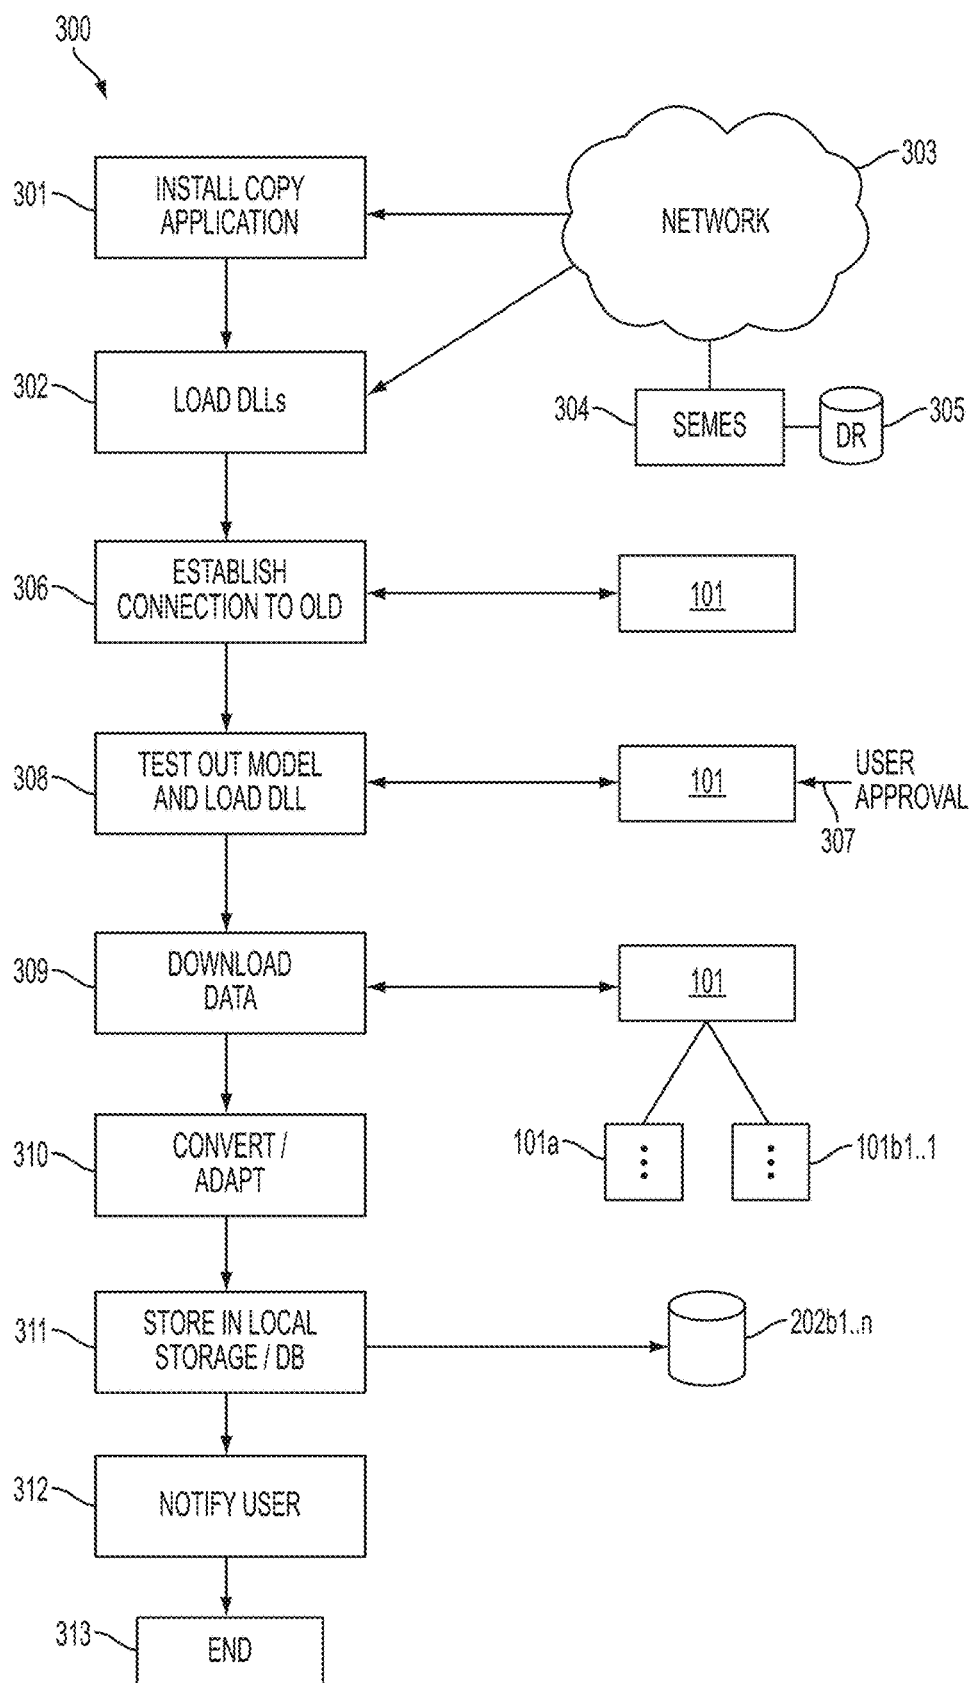 300
301
INSTALL COPY
APPLICATION
NETWORK
303
302
LOAD DLLs
304
SEMES
DR
305
306
ESTABLISH
CONNECTION TO OLD
101
308
TEST OUT MODEL
AND LOAD DLL
101
USER
APPROVAL
307
309
DOWNLOAD
DATA
101
310
CONVERT /
ADAPT
101a
101b1..1
311
STORE IN LOCAL
STORAGE / DB
202b1..n
312
NOTIFY USER
313
END